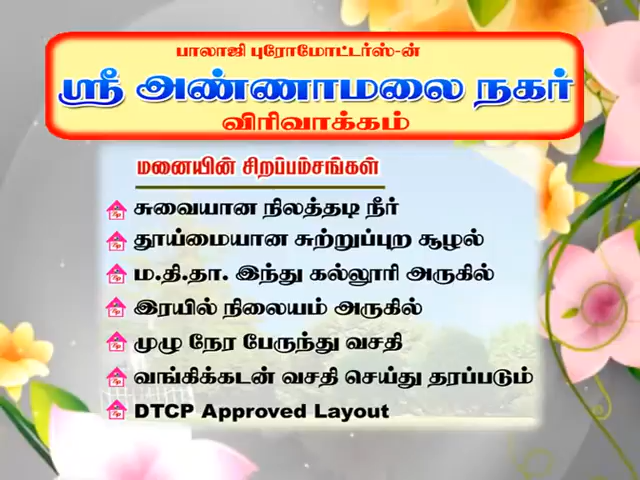 பாலாஜி புரோமோட்டர்ஸ்-ன்
ஸ்ரீ அண்ணாமலை நகர்
விரிவாக்கம்
மனையின் சிறப்பம்சங்கள்
சுவையான நிலத்தடி நீர்
தூய்மையான சுற்றுப்புற சூழல்
ம.தி.தா. இந்து கல்லூரி அருகில்
இரயில் நிலையம் அருகில்
முழு நேர பேருந்து வசதி
வங்கிக்கடன் வசதி செய்து தரப்படும்
DTCP Approved Layout